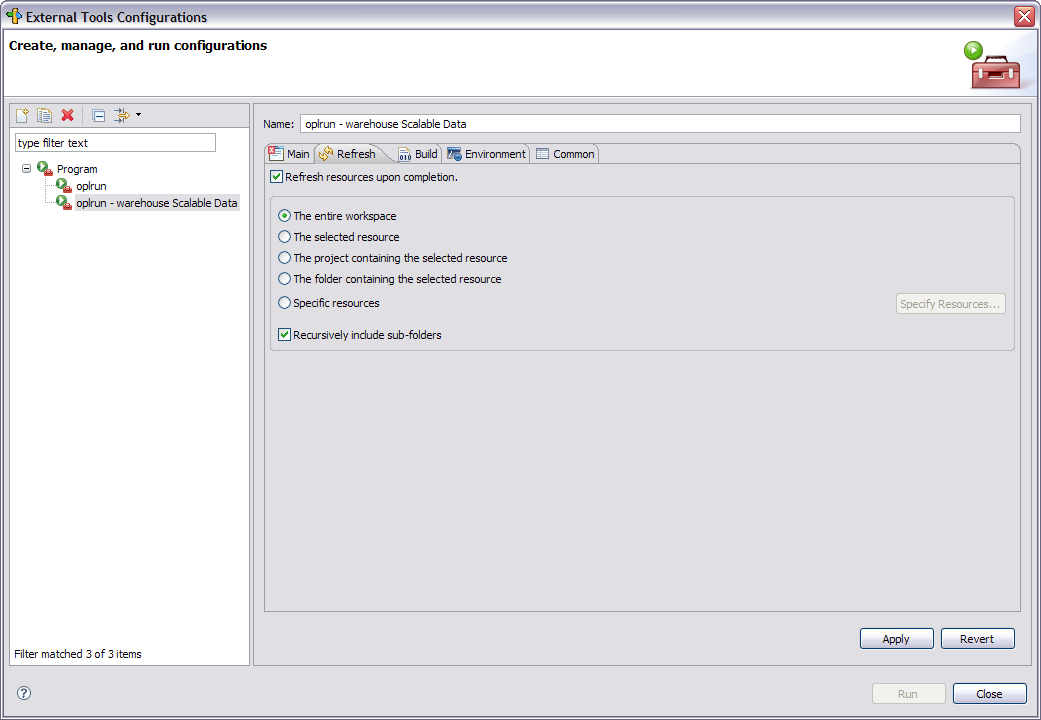 External Tools Configurations
Create, manage, and run configurations
type filter text
Program
oplrun
oplrun - warehouse Scalable Data
Filter matched 3 of 3 items
Name: oplrun - warehouse Scalable Data
Main Refresh 010 Build Environment Common
Refresh resources upon completion.
The entire workspace
The selected resource
The project containing the selected resource
The folder containing the selected resource
Specific resources Specify Resources...
Recursively include sub-folders
Apply Revert
? Run Close